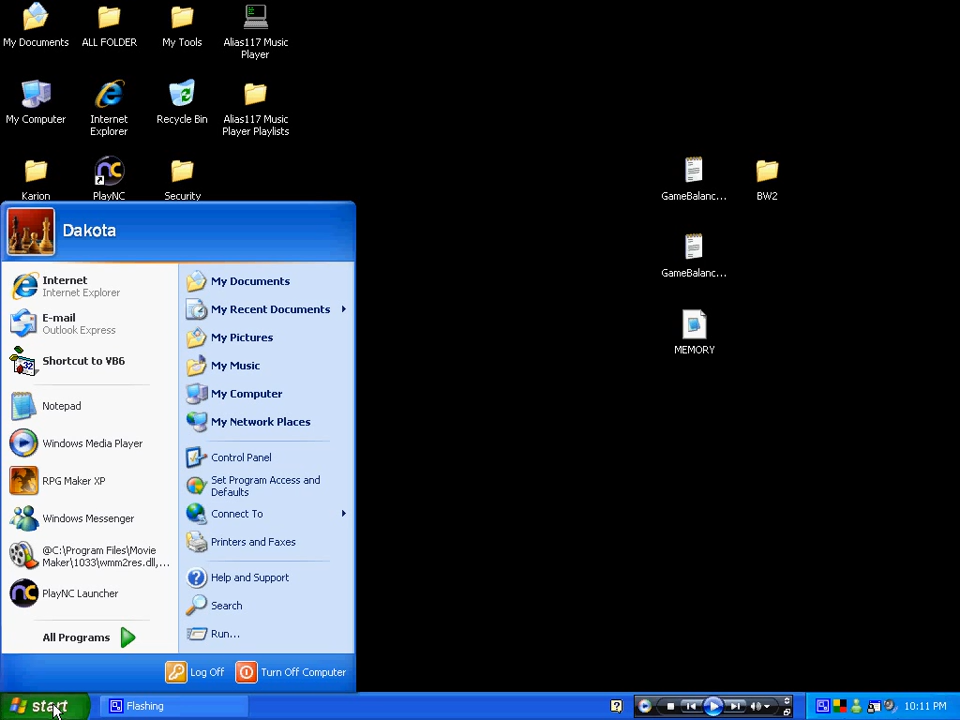 My Documents
ALL FOLDER
My Tools
Alias117 Music
Player
My Computer
Internet
Explorer
Recycle Bin
Alias117 Music
Player Playlists
Karion
PlayNC
Security
GameBalanc...
BW2
GameBalanc...
MEMORY
Dakota
Internet
Internet Explorer
E-mail
Outlook Express
Shortcut to VB6
Notepad
Windows Media Player
RPG Maker XP
Windows Messenger
@C:\Program Files\Movie
Maker\1033\wmm2res.dll,...
PlayNC Launcher
All Programs
My Documents
My Recent Documents
My Pictures
My Music
My Computer
My Network Places
Control Panel
Set Program Access and
Defaults
Connect To
Printers and Faxes
Help and Support
Search
Run...
Log Off
Turn Off Computer
start
Flashing
10:11 PM